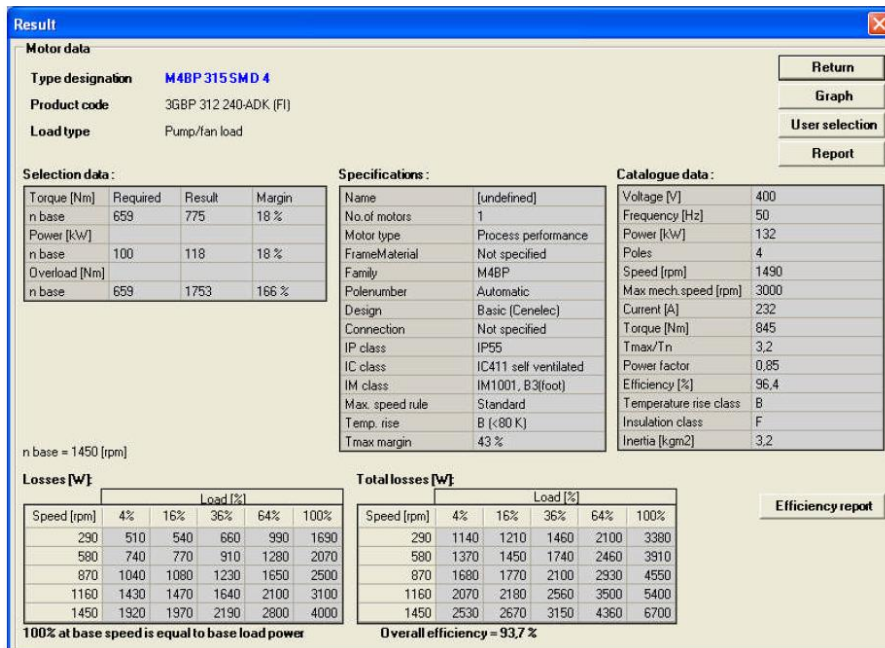 Result
Motor data
Type designation M4BP 315 SMD 4
Product code 3GBP 312 240-ADK (FI)
Load type Pump/fan load
Return
Graph
User selection
Report
Selection data :
Torque [Nm] Required Result Margin
n base 659 775 18 %
Power [kW]
n base 100 118 18 %
Overload [Nm]
n base 659 1753 166 %
n base = 1450 [rpm]
Specifications :
Name [undefined]
No.of motors 1
Motor type Process performance
FrameMaterial Not specified
Family M4BP
Polenumber Automatic
Design Basic (Cenelec)
Connection Not specified
IP class IP55
IC class IC411 self ventilated
IM class IM1001, B3(foot)
Max. speed rule Standard
Temp. rise B (<80 K)
Tmax margin 43 %
Catalogue data :
Voltage [V] 400
Frequency [Hz] 50
Power [kW] 132
Poles 4
Speed [rpm] 1490
Max mech.speed [rpm] 3000
Current [A] 232
Torque [Nm] 845
Tmax/Tn 3,2
Power factor 0,85
Efficiency [%] 96,4
Temperature rise class B
Insulation class F
Inertia [kgm2] 3,2
Losses [W]:
Load [%]
Speed [rpm] 4% 16% 36% 64% 100%
290 510 540 660 990 1690
580 740 770 910 1280 2070
870 1040 1080 1230 1650 2500
1160 1430 1470 1640 2100 3100
1450 1920 1970 2190 2800 4000
100% at base speed is equal to base load power
Total losses [W]:
Load [%]
Speed [rpm] 4% 16% 36% 64% 100%
290 1140 1210 1460 2100 3380
580 1370 1450 1740 2460 3910
870 1680 1770 2100 2930 4550
1160 2070 2180 2560 3500 5400
1450 2530 2670 3150 4360 6700
Overall efficiency = 93,7 %
Efficiency report